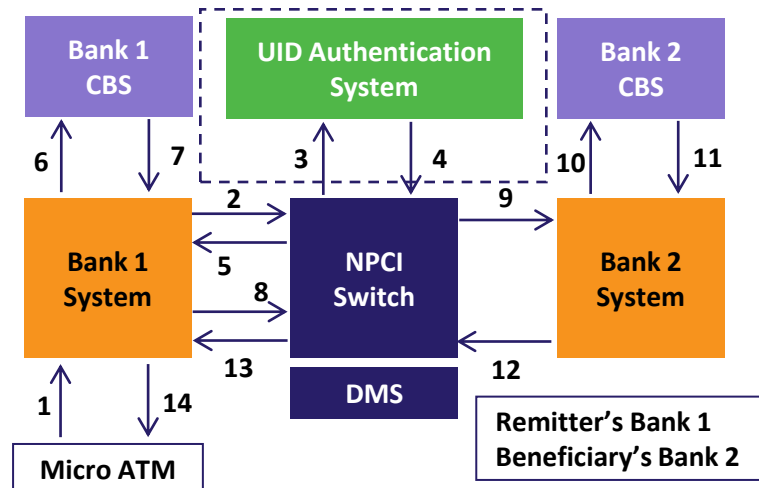 Bank 1
CBS
UID Authentication
System
Bank 2
CBS
6
7
3
4
10
11
2
9
Bank 1
System
5
8
13
NPCI
Switch
Bank 2
System
12
1
14
DMS
Micro ATM
Remitter's Bank 1
Beneficiary's Bank 2